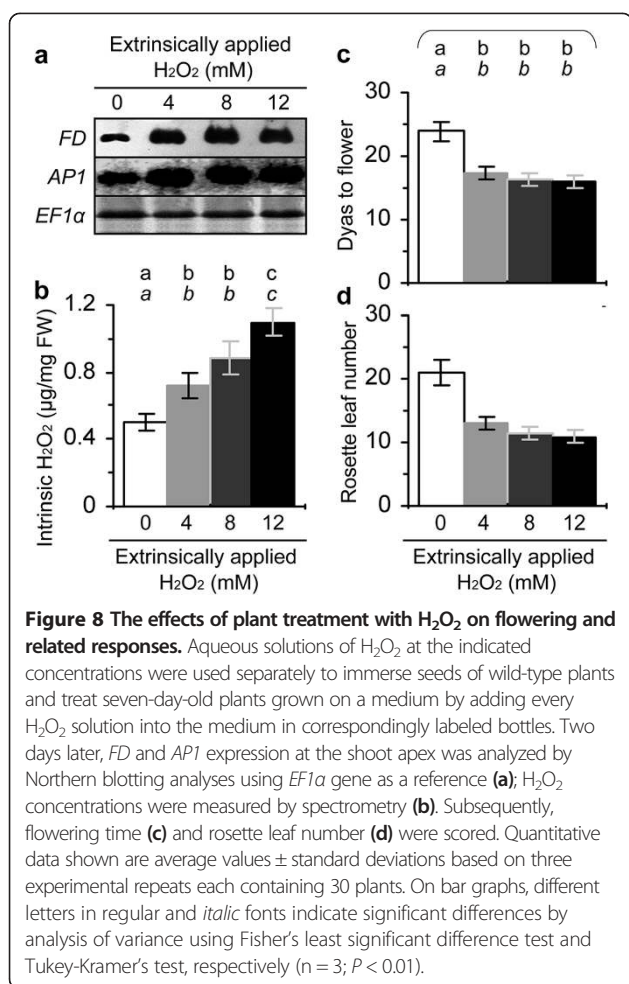 a
Extrinsically applied
H₂O₂ (mM)
0 4 8 12
FD
AP1
EF1α
b
a b b c
a b b c
Intrinsic H₂O₂ (µg/mg FW)
1.2
0.8
0.4
0
0 4 8 12
Extrinsically applied
H₂O₂ (mM)
c
a b b b
a b b b
Dyas to flower
30
20
10
0
d
Rosette leaf number
30
20
10
0
0 4 8 12
Extrinsically applied
H₂O₂ (mM)
Figure 8 The effects of plant treatment with H₂O₂ on flowering and
related responses. Aqueous solutions of H₂O₂ at the indicated
concentrations were used separately to immerse seeds of wild-type plants
and treat seven-day-old plants grown on a medium by adding every
H₂O₂ solution into the medium in correspondingly labeled bottles. Two
days later, FD and AP1 expression at the shoot apex was analyzed by
Northern blotting analyses using EF1α gene as a reference (a); H₂O₂
concentrations were measured by spectrometry (b). Subsequently,
flowering time (c) and rosette leaf number (d) were scored. Quantitative
data shown are average values ± standard deviations based on three
experimental repeats each containing 30 plants. On bar graphs, different
letters in regular and italic fonts indicate significant differences by
analysis of variance using Fisher's least significant difference test and
Tukey-Kramer's test, respectively (n = 3; P < 0.01).